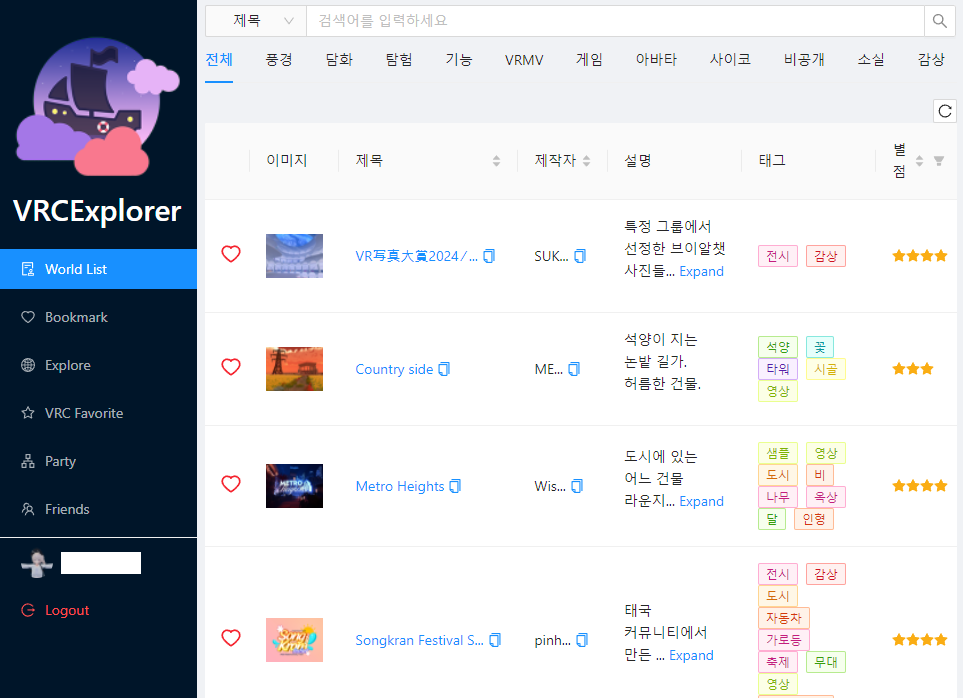 제목
검색어를 입력하세요
전체 풍경 담화 탐험 기능 VRMV 게임 아바타 사이코 비공개 소실 감상
VRCExplorer
World List
Bookmark
Explore
VRC Favorite
Party
Friends
Logout
이미지 제목 제작자 설명 태그 별
점
VR写真大賞2024 ⁄ ...
SUK...
특정 그룹에서
선정한 브이알챗
사진들... Expand
전시 감상
Country side
ME...
석양이 지는
논밭 길가.
허름한 건물.
석양 꽃
타워 시골
영상
METRO
Metro Heights
Wis...
도시에 있는
어느 건물
라운지... Expand
샘플 영상
도시 비
나무 옥상
달 인형
Song
Kran
Songkran Festival S...
pinh...
태국
커뮤니티에서
만든 ... Expand
전시 감상
도시
자동차
가로등
축제 무대
영상